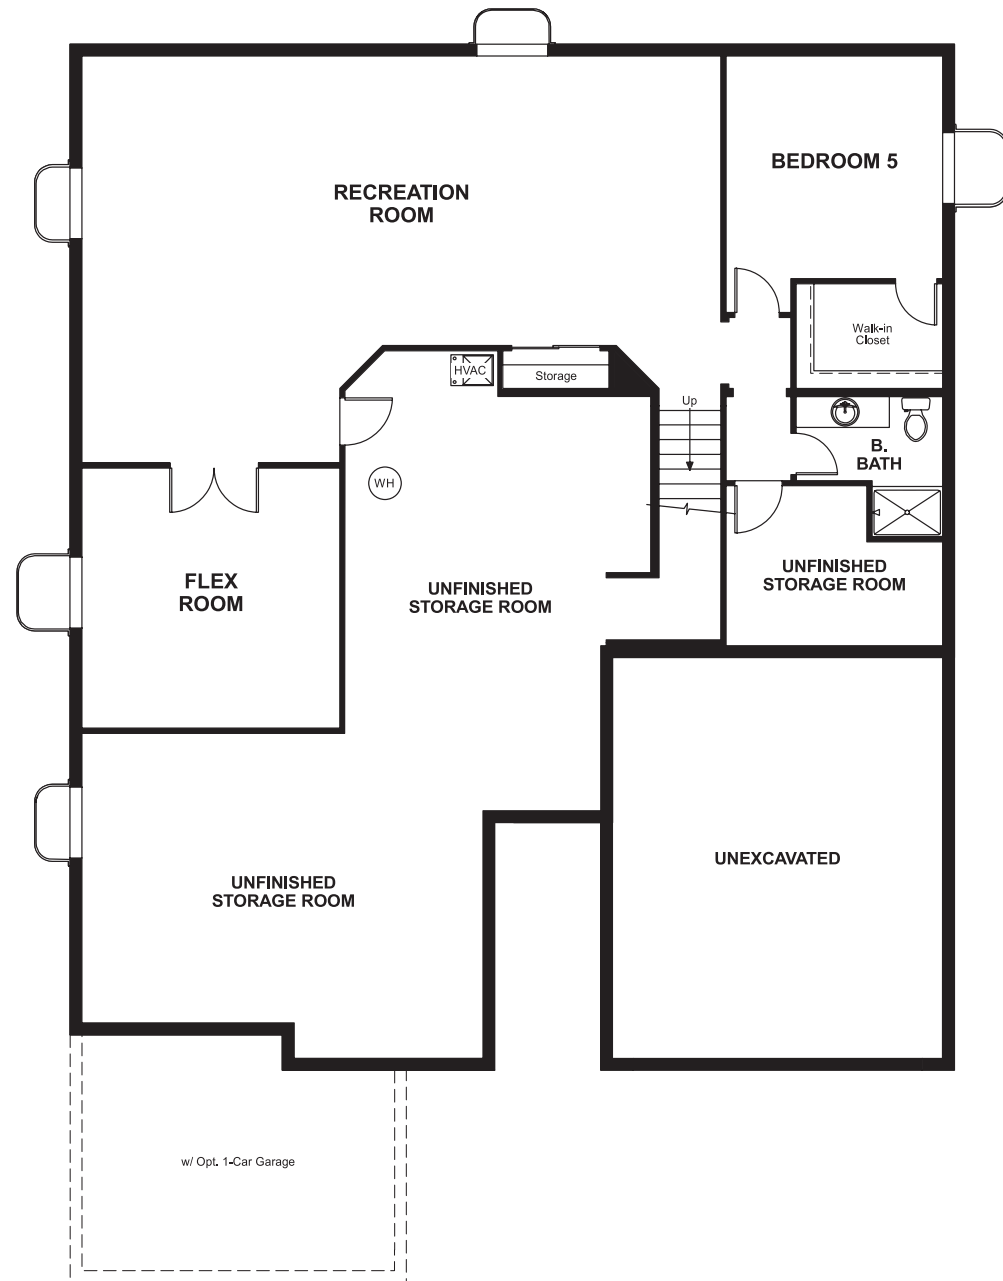 BEDROOM 5
RECREATION
ROOM
Walk-in
Closet
HVAC
Storage
Up
B.
BATH
WH
FLEX
ROOM
UNFINISHED
STORAGE ROOM
UNFINISHED
STORAGE ROOM
UNEXCAVATED
UNFINISHED
STORAGE ROOM
w/ Opt. 1-Car Garage